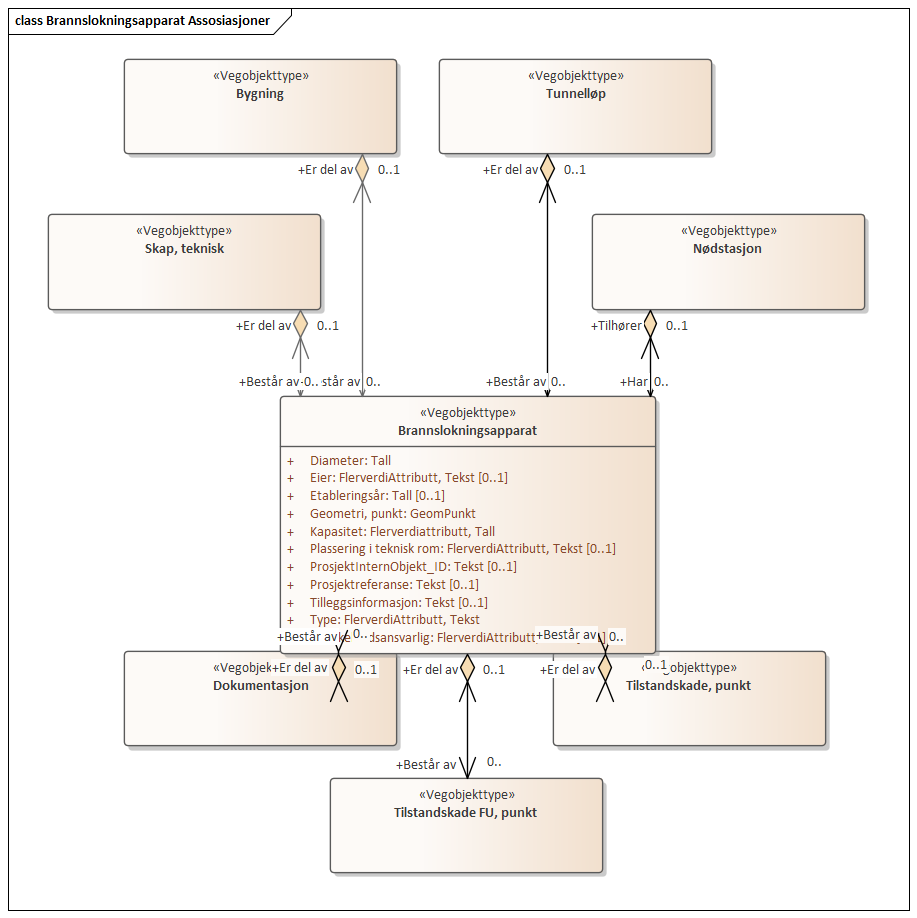 class Brannslokningsapparat Assosiasjoner
«Vegobjekttype»
Bygning
«Vegobjekttype»
Tunnelløp
+Er del av 0..1
+Er del av 0..1
«Vegobjekttype»
Skap, teknisk
«Vegobjekttype»
Nødstasjon
+Er del av 0..1
+Tilhører 0..1
+Består av 0..
står av 0..
+Består av 0..
+Har 0..
«Vegobjekttype»
Brannslokningsapparat
+ Diameter: Tall
+ Eier: FlerverdiAttributt, Tekst [0..1]
+ Etableringsår: Tall [0..1]
+ Geometri, punkt: GeomPunkt
+ Kapasitet: Flerverdiattributt, Tall
+ Plassering i teknisk rom: FlerverdiAttributt, Tekst [0..1]
+ ProsjektInternObjekt_ID: Tekst [0..1]
+ Prosjektreferanse: Tekst [0..1]
+ Tilleggsinformasjon: Tekst [0..1]
+ Type: FlerverdiAttributt, Tekst
dsansvarlig: FlerverdiAttributt
+Består av 0..
+Består av 0..
+Er del av 0..1
+Er del av 0..1
+Er del av 0..1
«Vegobjek
Dokumentasjon
objekttype»
Tilstandskade, punkt
+Består av 0..
«Vegobjekttype»
Tilstandskade FU, punkt